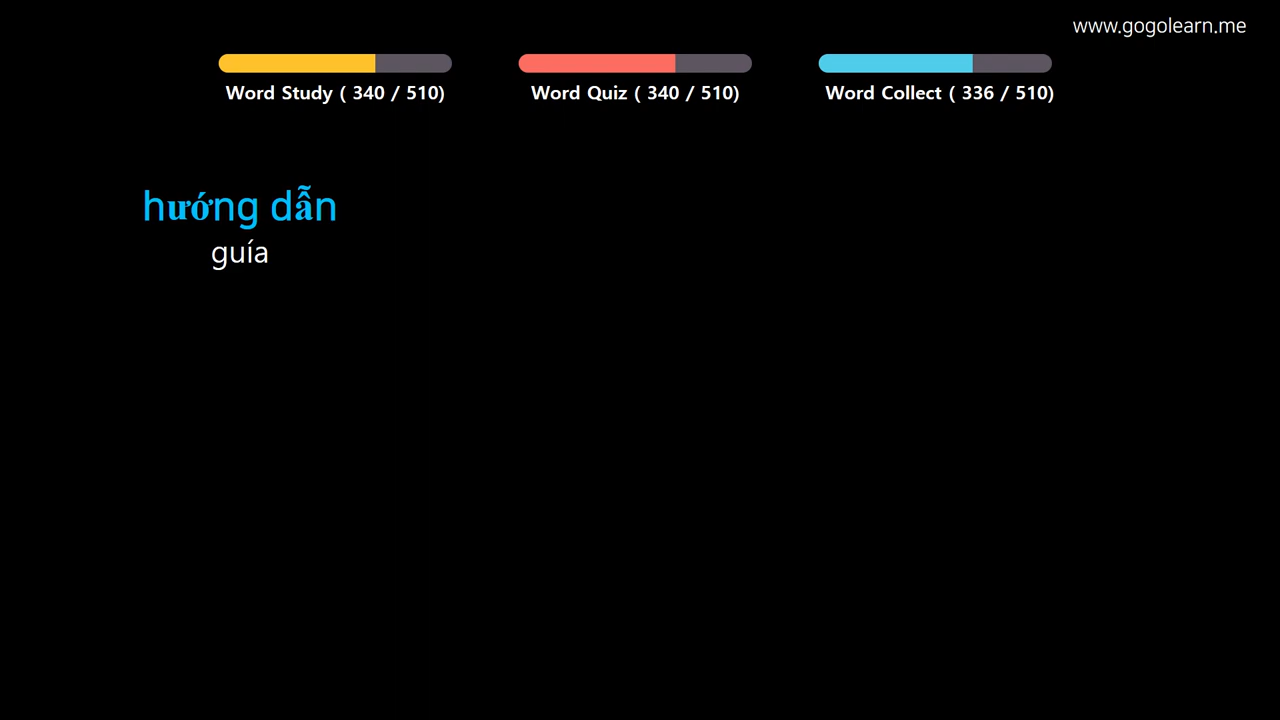 www.gogolearn.me
Word Study ( 340 / 510)
Word Quiz ( 340 / 510)
Word Collect ( 336 / 510)
hướng dẫn
guía